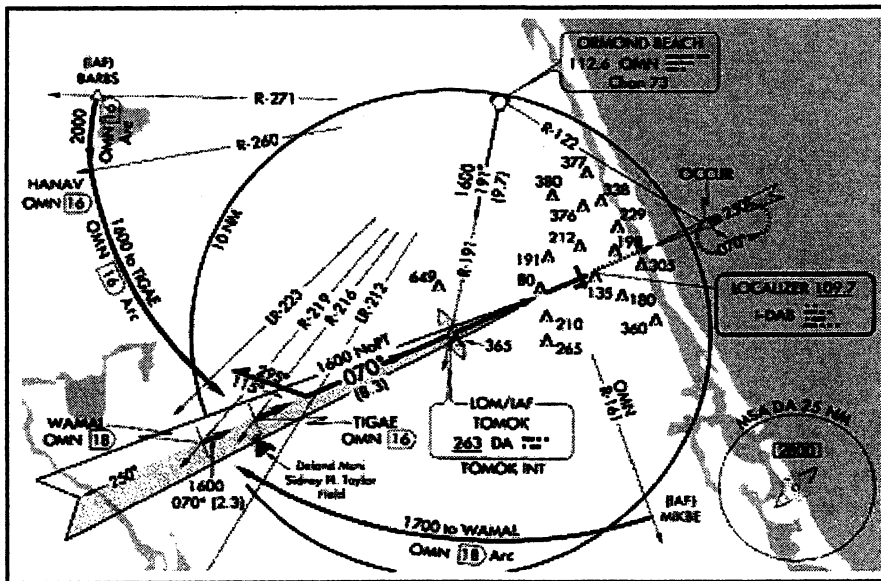 (IAF)
BARBS
ORMOND BEACH
112.6 OMN
Chan 73
R-271
2000
OMN 16
Arc
R-260
R-122
HANAV
OMN 16
1600
191°
(9.7)
377
380
338
OCCUR
376
229
10 NM
1600 to TIGAE
OMN 16 Arc
212
198
070°
R-191
191
305
649
80
LR-223
R-219
R-216
LR-212
135
180
LOCALIZER 109.7
I-DAB
210
360
1600 NoPT
070°
(8.3)
365
265
295°
115°
OMN
R-161
LOM/IAF
TOMOK
263 DA
TOMOK INT
WAMAL
OMN 18
TIGAE
OMN 16
MSA DA 25 NM
250°
Deland Muni
Sidney H. Taylor
Field
1600
070° (2.3)
(IAF)
MIKBE
1700 to WAMAL
OMN 18 Arc